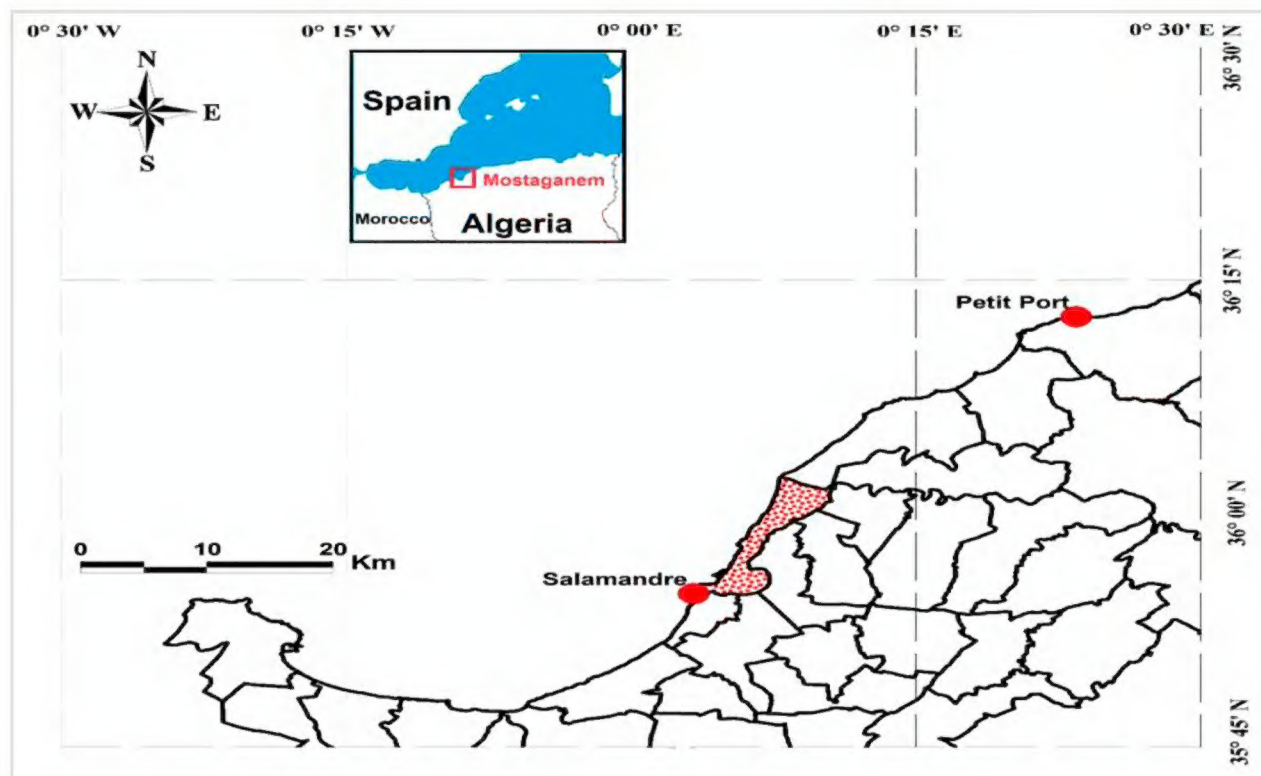 0° 30' W 0° 15' W 0° 00' E 0° 15' E 0° 30' E
36° 30' N
N
W E
S
Spain
Mostaganem
Morocco
Algeria
36° 15' N
Petit Port
36° 00' N
0 10 20
Km
Salamandre
35° 45' N